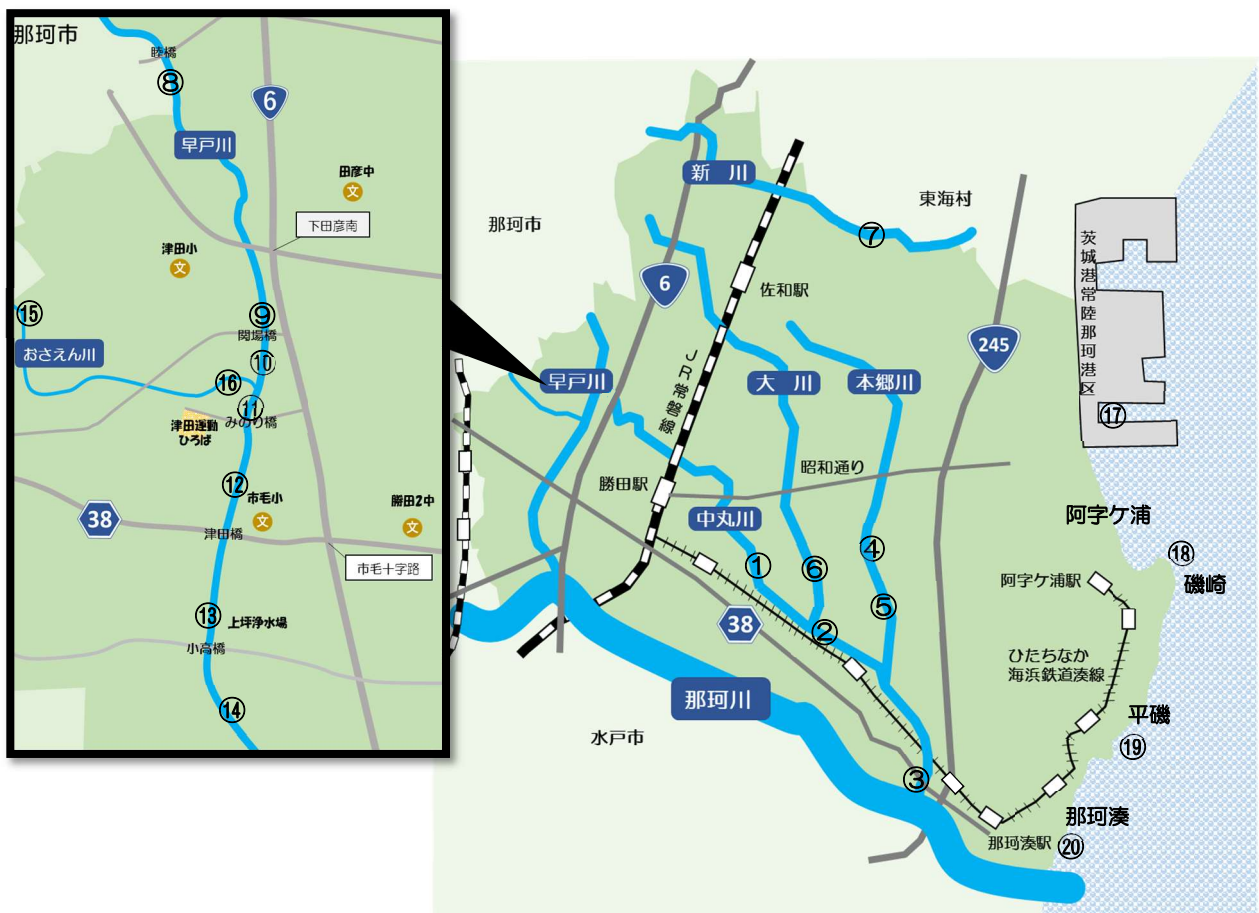 那珂市
睦橋
⑧
6
早戸川
田彦中
文
下田彦南
津田小
文
⑮
⑨
関場橋
おさえん川
⑩
⑯
⑪
みのり橋
津田運動
ひろば
⑫
市毛小
文
勝田2中
文
38
津田橋
市毛十字路
⑬
上坪浄水場
小高橋
⑭
新 川
東海村
那珂市
⑦
茨城港常陸那珂港区
6
佐和駅
245
JR常磐線
早戸川
大 川
本郷川
⑰
昭和通り
勝田駅
中丸川
阿字ケ浦
④
⑱
①
⑥
阿字ケ浦駅
磯崎
⑤
38
②
ひたちなか
海浜鉄道湊線
那珂川
平磯
水戸市
⑲
③
那珂湊
那珂湊駅
⑳